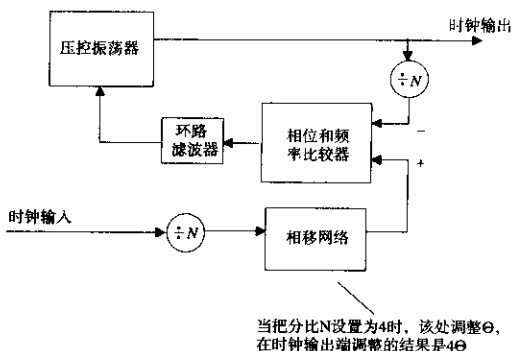 时钟输出
压控振荡器
÷N
环路
滤波器
相位和频
率比较器
−
+
时钟输入
÷N
相移网络
当把分比N设置为4时，该处调整Θ，
在时钟输出端调整的结果是4Θ